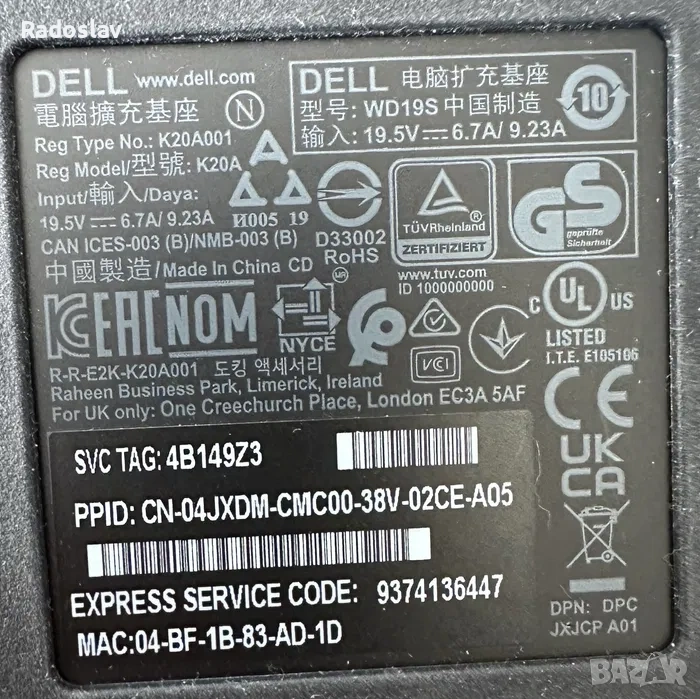 Radoslav
DELL www.dell.com
電腦擴充基座 N
Reg Type No.: K20A001
Reg Model/型號: K20A
Input/輸入/Daya:
19.5V⎓6.7A/ 9.23A
CAN ICES-003 (B)/NMB-003 (B)
中國製造/Made In China CD
DELL 电脑扩充基座
型号: WD19S 中国制造
输入: 19.5V⎓6.7A/ 9.23A
10
И005 19
D33002
RoHS
TÜVRheinland
ZERTIFIZIERT
www.tuv.com
ID 1000000000
GS
geprüfte
Sicherheit
KC EAC NOM
NYCE
MR
VCI
c UL US
LISTED
I.T.E. E105106
R-R-E2K-K20A001 도킹 액세서리
Raheen Business Park, Limerick, Ireland
For UK only: One Creechurch Place, London EC3A 5AF
CE
UK
CA
SVC TAG: 4B149Z3
PPID: CN-04JXDM-CMC00-38V-02CE-A05
EXPRESS SERVICE CODE: 9374136447
MAC:04-BF-1B-83-AD-1D
DPN: DPC
JXJCP A01
BAZAR